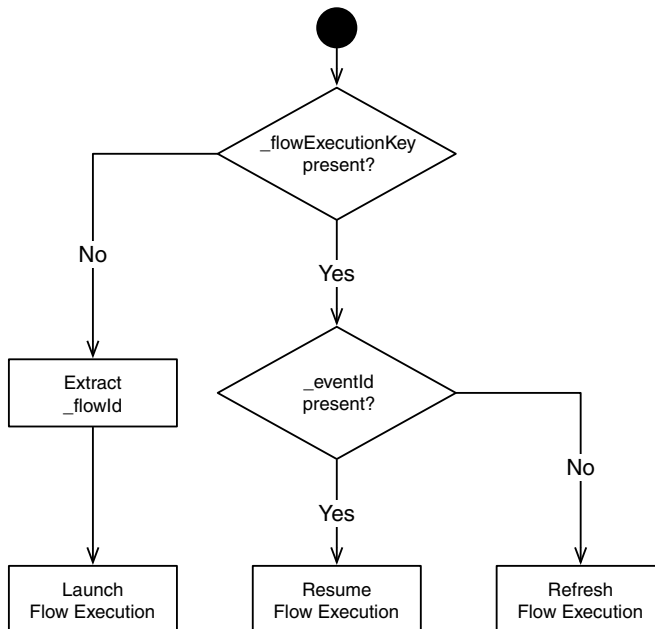 _flowExecutionKey
present?
No
Yes
Extract
_flowId
_eventId
present?
No
Yes
Launch
Flow Execution
Resume
Flow Execution
Refresh
Flow Execution